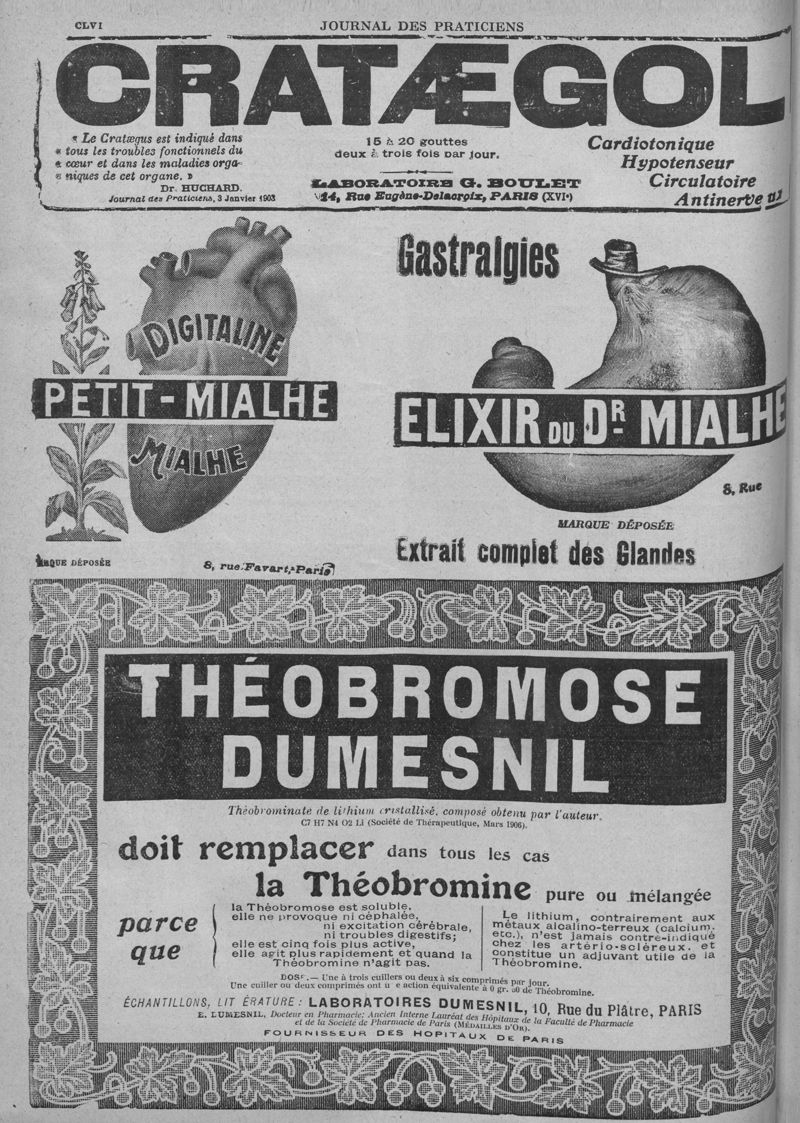 CLVI
JOURNAL DES PRATICIENS
CRATÆGOL
« Le Cratægus est indiqué dans
« tous les troubles fonctionnels du
« cœur et dans les maladies orga-
« niques de cet organe. »
Dr. HUCHARD.
Journal des Praticiens, 3 Janvier 1903
15 à 20 gouttes
deux à trois fois par jour.
LABORATOIRE G. BOULET
24, Rue Eugène-Delacroix, PARIS (XVIe)
Cardiotonique
Hypotenseur
Circulatoire
Antinerveux
DIGITALINE
PETIT-MIALHE
MIALHE
MARQUE DÉPOSÉE
8, rue Favart, Paris
Gastralgies
ELIXIR DU DR MIALHE
8, Rue
MARQUE DÉPOSÉE
Extrait complet des Glandes
THÉOBROMOSE
DUMESNIL
Théobrominate de lithium cristallisé, composé obtenu par l'auteur.
C7 H7 N4 O2 Li (Société de Thérapeutique, Mars 1906).
doit remplacer dans tous les cas
la Théobromine pure ou mélangée
parce
que
la Théobromose est soluble,
elle ne provoque ni céphalée,
ni excitation cérébrale,
ni troubles digestifs;
elle est cinq fois plus active,
elle agit plus rapidement et quand la
Théobromine n'agit pas.
Le lithium, contrairement aux
métaux alcalino-terreux (calcium,
etc.), n'est jamais contre-indiqué
chez les artério-scléreux, et
constitue un adjuvant utile de la
Théobromine.
DOSE.— Une à trois cuillers ou deux à six comprimés par jour.
Une cuiller ou deux comprimés ont une action équivalente à 0 gr. 50 de Théobromine.
ÉCHANTILLONS, LITÉRATURE: LABORATOIRES DUMESNIL, 10, Rue du Plâtre, PARIS
E. DUMESNIL, Docteur en Pharmacie; Ancien Interne Lauréat des Hôpitaux de la Faculté de Pharmacie
et de la Société de Pharmacie de Paris (MÉDAILLES D'OR).
FOURNISSEUR DES HOPITAUX DE PARIS